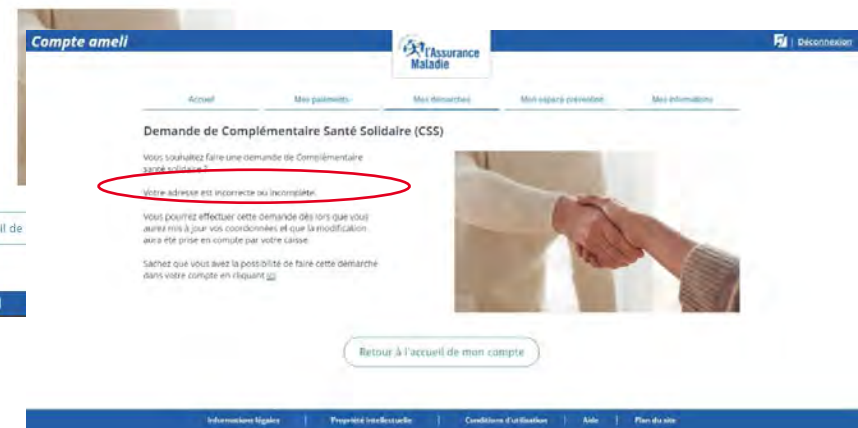 Compte ameli
l'Assurance
Maladie
Déconnexion
Accueil
Mes paiements
Mes démarches
Mon espace prévention
Mes informations
Demande de Complémentaire Santé Solidaire (CSS)
Vous souhaitez faire une demande de Complémentaire
santé solidaire ?
Votre adresse est incorrecte ou incomplète.
Vous pourrez effectuer cette demande dès lors que vous
aurez mis à jour vos coordonnées et que la modification
aura été prise en compte par votre caisse.
Sachez que vous avez la possibilité de faire cette démarche
dans votre compte en cliquant ici
il de
Retour à l'accueil de mon compte
Informations légales | Propriété intellectuelle | Conditions d'utilisation | Aide | Plan du site